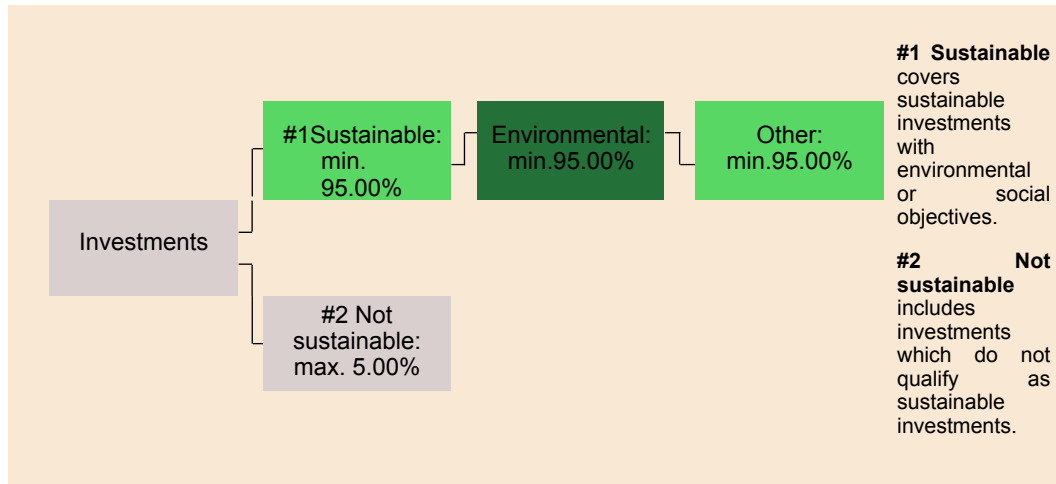 #1Sustainable:
min.
95.00%
Environmental:
min.95.00%
Other:
min.95.00%
Investments
#2 Not
sustainable:
max. 5.00%
#1 Sustainable
covers
sustainable
investments
with
environmental
or social
objectives.
#2 Not
sustainable
includes
investments
which do not
qualify as
sustainable
investments.